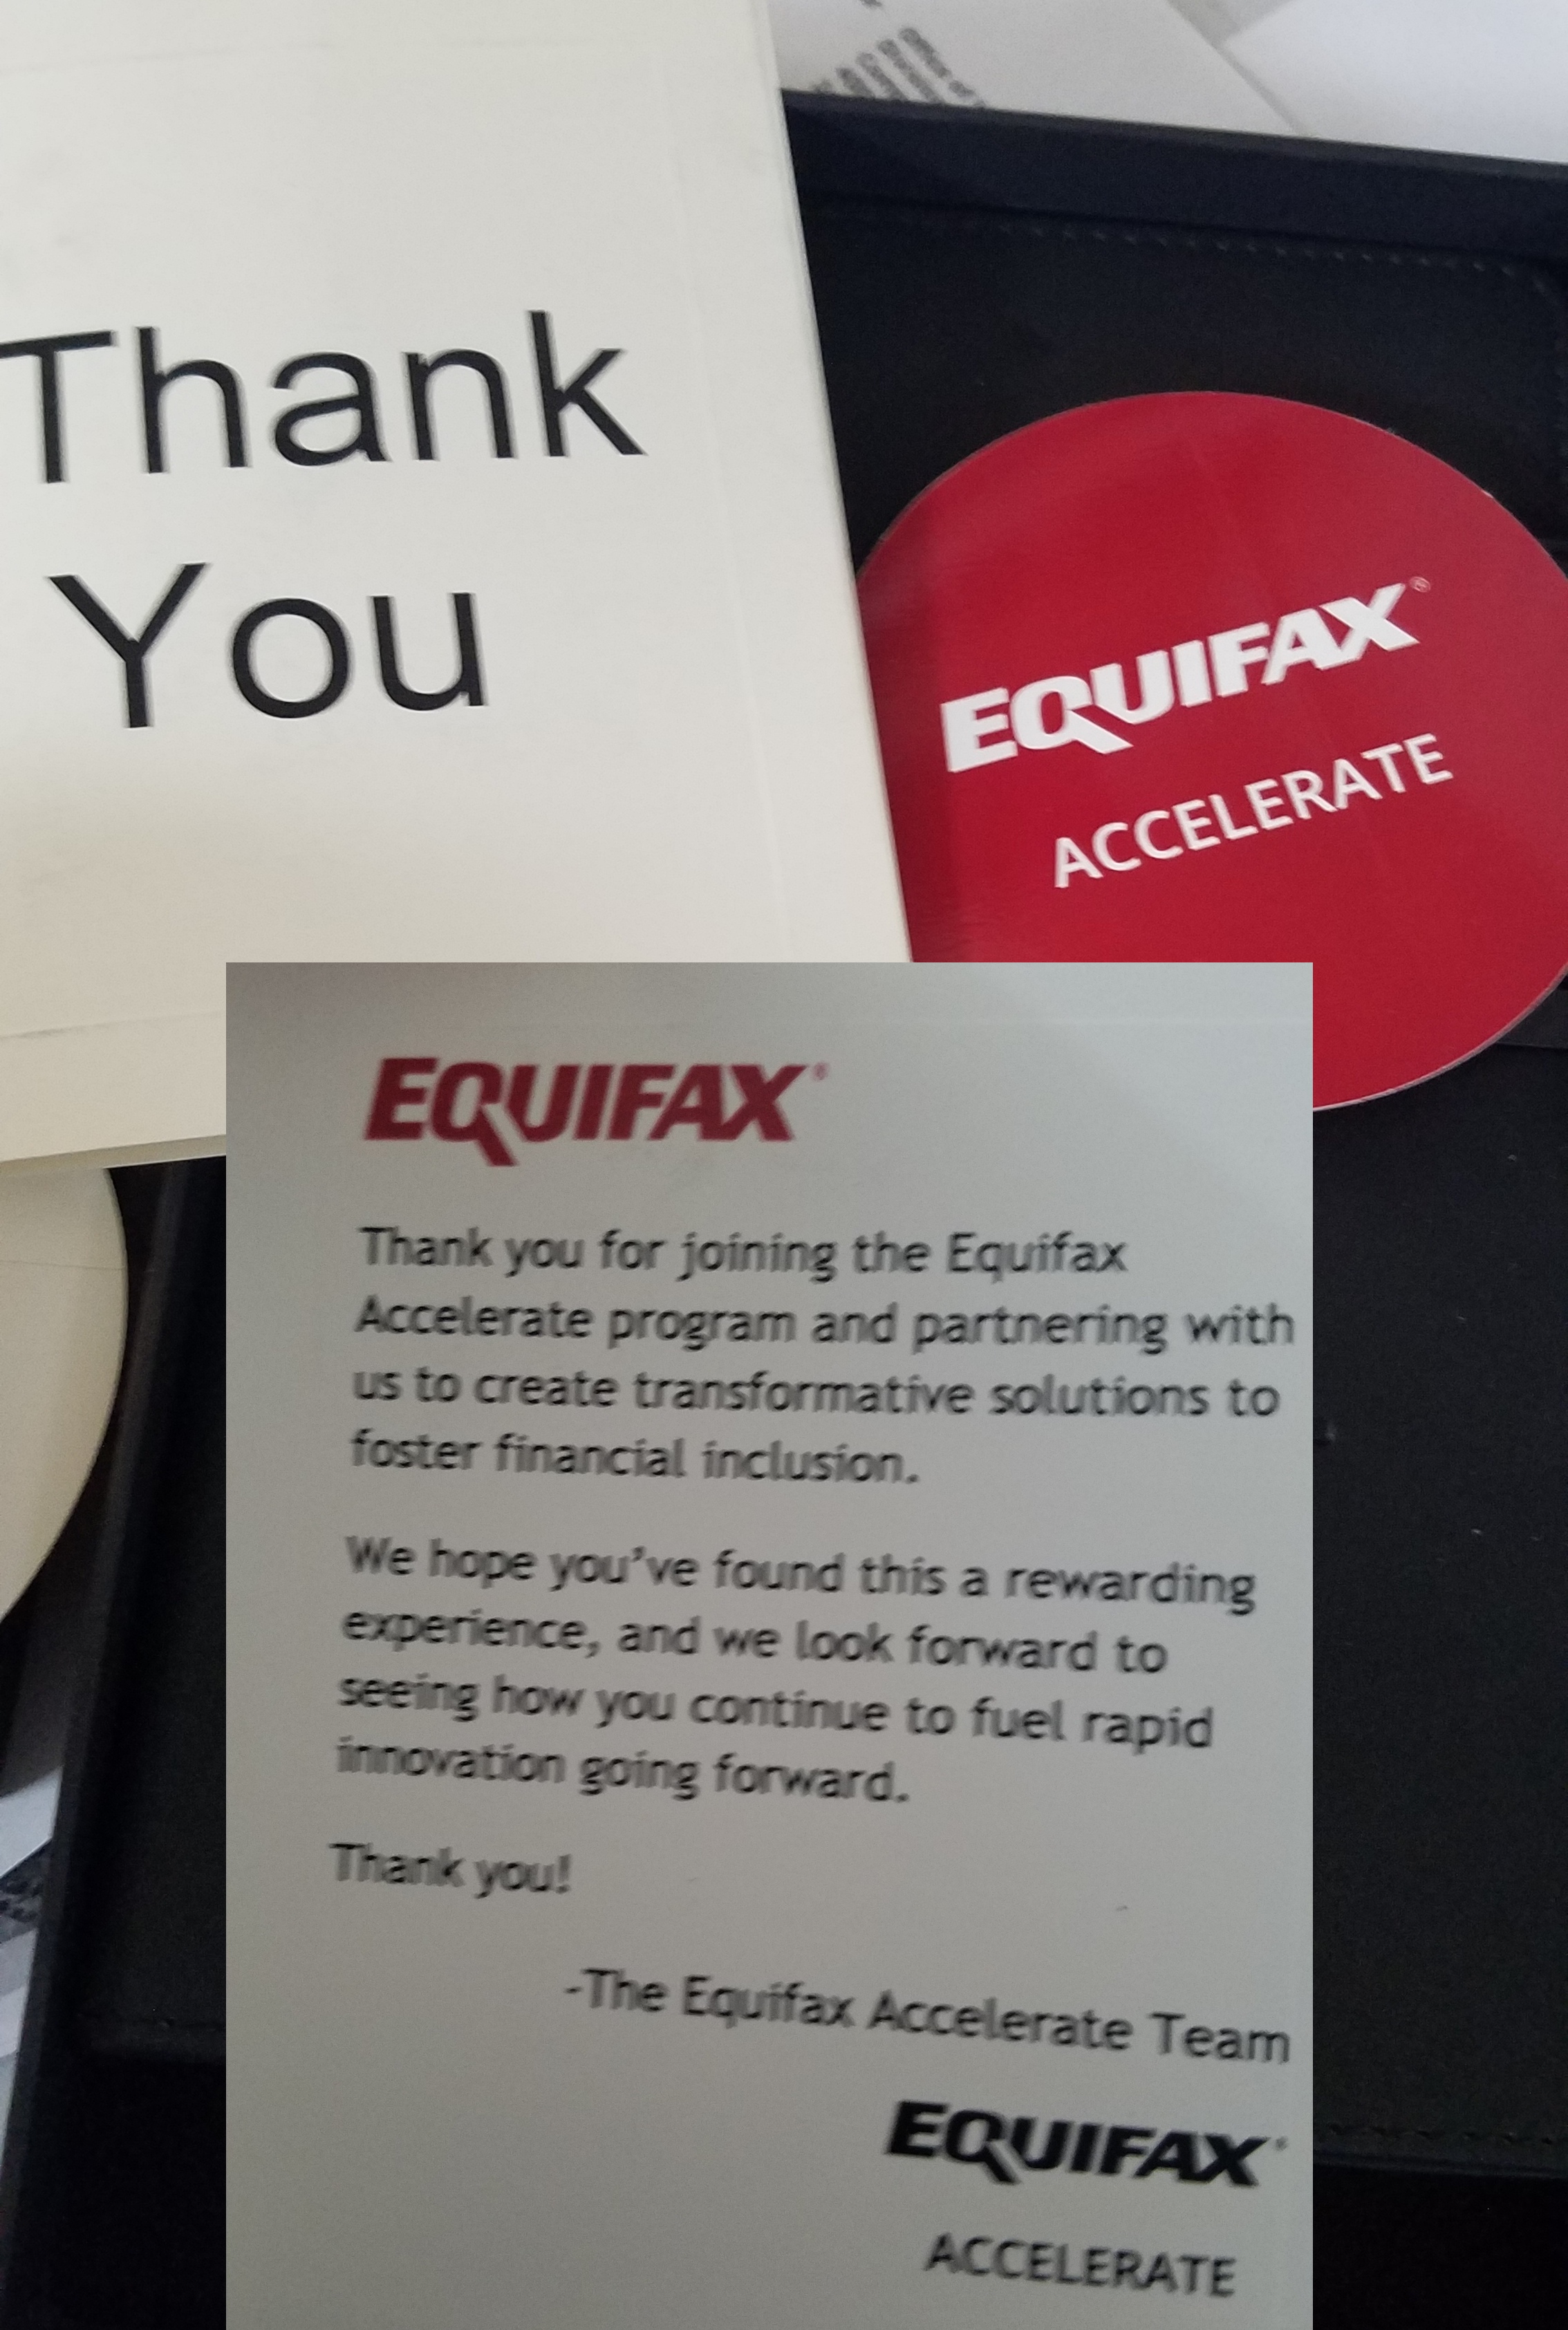 Thank
You
EQUIFAX®
ACCELERATE
EQUIFAX®
Thank you for joining the Equifax
Accelerate program and partnering with
us to create transformative solutions to
foster financial inclusion.
We hope you've found this a rewarding
experience, and we look forward to
seeing how you continue to fuel rapid
innovation going forward.
Thank you!
-The Equifax Accelerate Team
EQUIFAX®
ACCELERATE